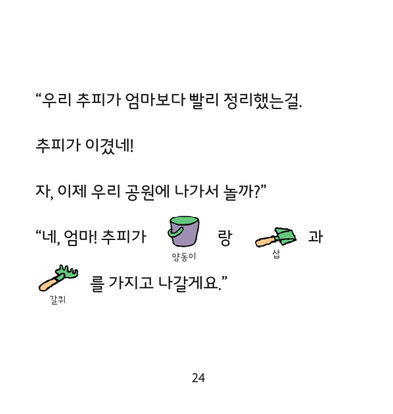 “우리 추피가 엄마보다 빨리 정리했는걸.
추피가 이겼네!
자, 이제 우리 공원에 나가서 놀까?”
“네, 엄마! 추피가 랑 과
양동이 삽
를 가지고 나갈게요.”
갈퀴
24